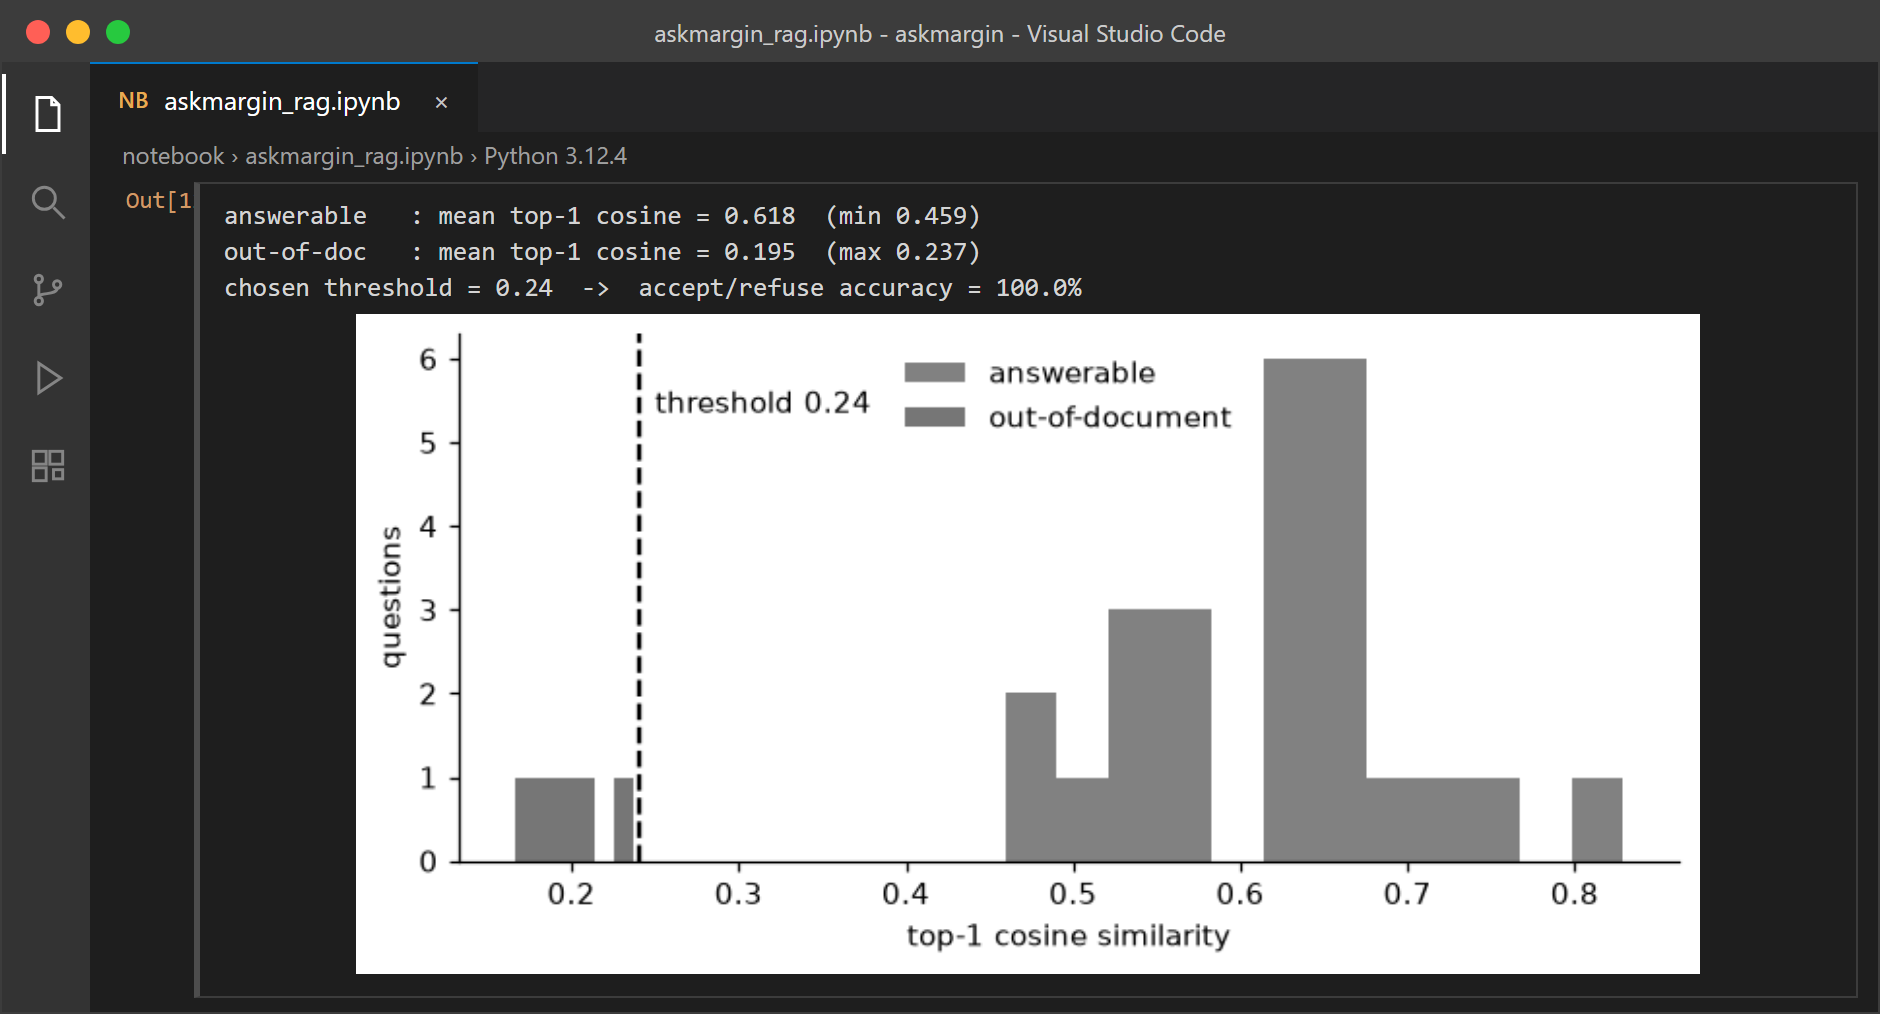 askmargin_rag.ipynb - askmargin - Visual Studio Code
NB askmargin_rag.ipynb ×
notebook › askmargin_rag.ipynb › Python 3.12.4
Out[1
answerable   : mean top-1 cosine = 0.618  (min 0.459)
out-of-doc   : mean top-1 cosine = 0.195  (max 0.237)
chosen threshold = 0.24  ->  accept/refuse accuracy = 100.0%
6
5
4
3
2
1
0
questions
threshold 0.24
answerable
out-of-document
0.2 0.3 0.4 0.5 0.6 0.7 0.8
top-1 cosine similarity